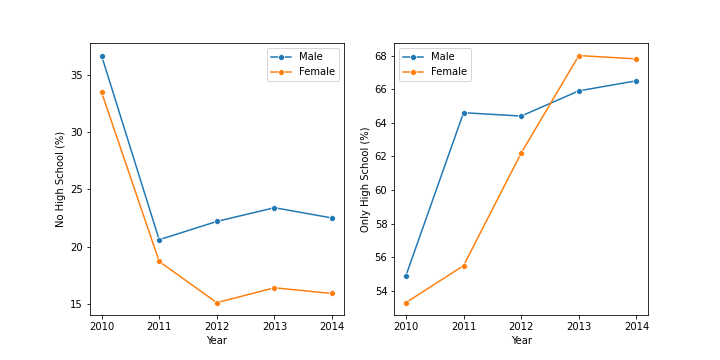 No High School (%)
35
30
25
20
15
Male
Female
2010 2011 2012 2013 2014
Year
Only High School (%)
68
66
64
62
60
58
56
54
Male
Female
2010 2011 2012 2013 2014
Year